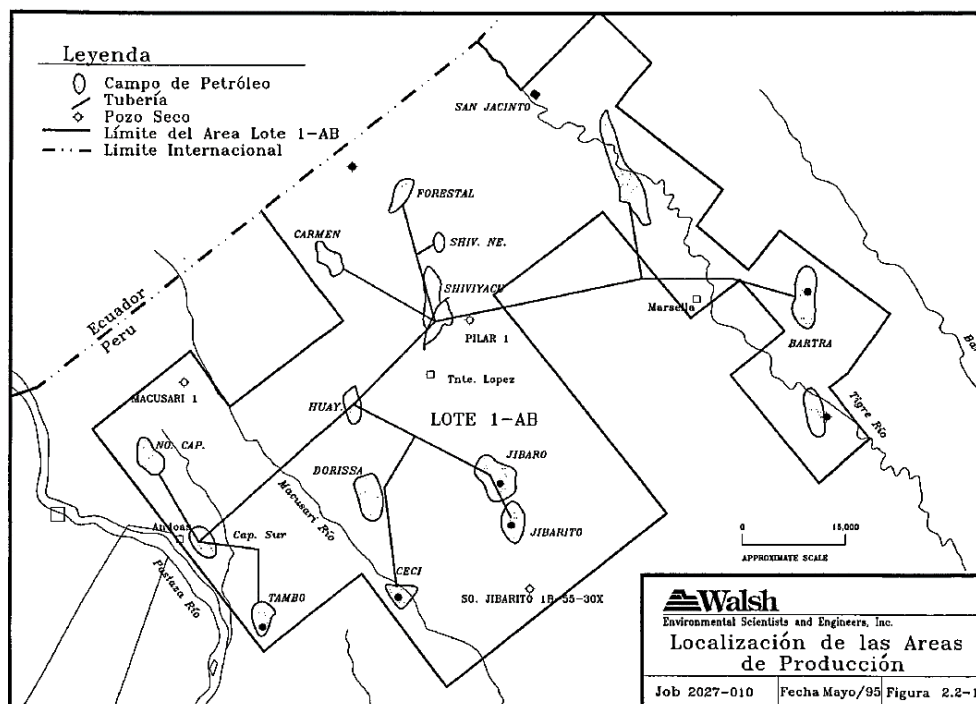 Leyenda
Campo de Petróleo
Tubería
Pozo Seco
Límite del Area Lote 1-AB
Limite Internacional
SAN JACINTO
FORESTAL
CARMEN
SHIV. NE.
SHIVIYACU
Ecuador
Peru
Marsella
PILAR 1
BARTRA
Tnte. Lopez
MACUSARI 1
HUAY.
LOTE 1-AB
Tigre Río
NO. CAP.
JIBARO
DORISSA
Macusari Río
Andoas
Cap. Sur
JIBARITO
0 15,000
APPROXIMATE SCALE
Pastaza Río
CECI
TAMBO
SO. JIBARITO 1B-55-30X
Walsh
Environmental Scientists and Engineers, Inc.
Localización de las Areas
de Producción
Job 2027-010 Fecha Mayo/95 Figura 2.2-1